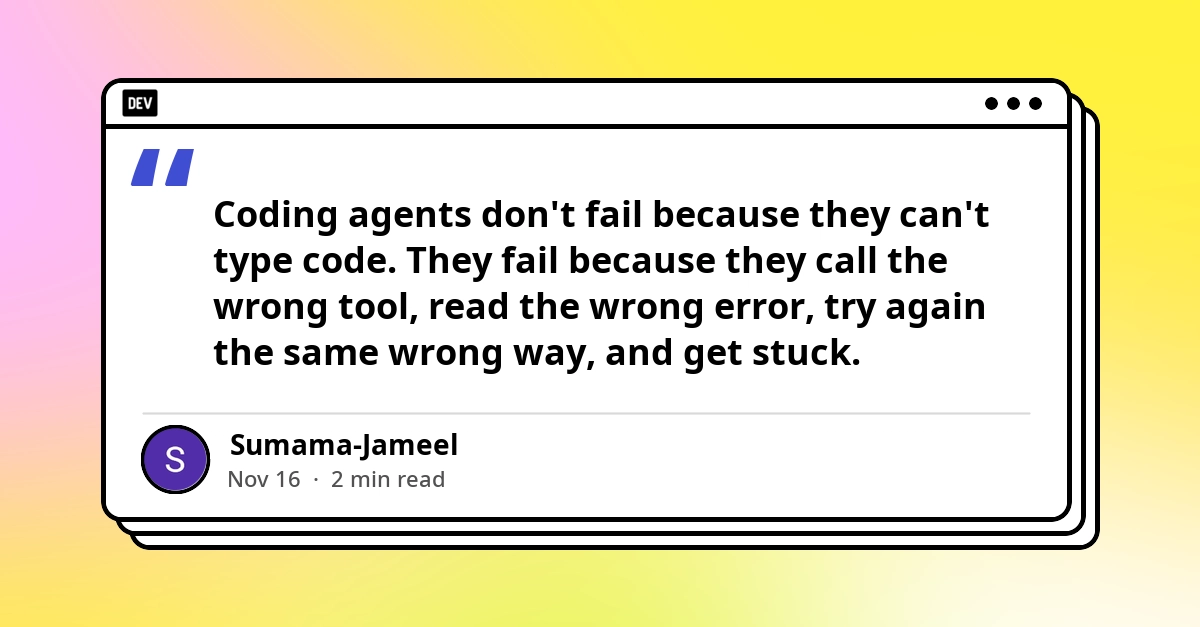 DEV
“
Coding agents don't fail because they can't
type code. They fail because they call the
wrong tool, read the wrong error, try again
the same wrong way, and get stuck.
S
Sumama-Jameel
Nov 16 · 2 min read